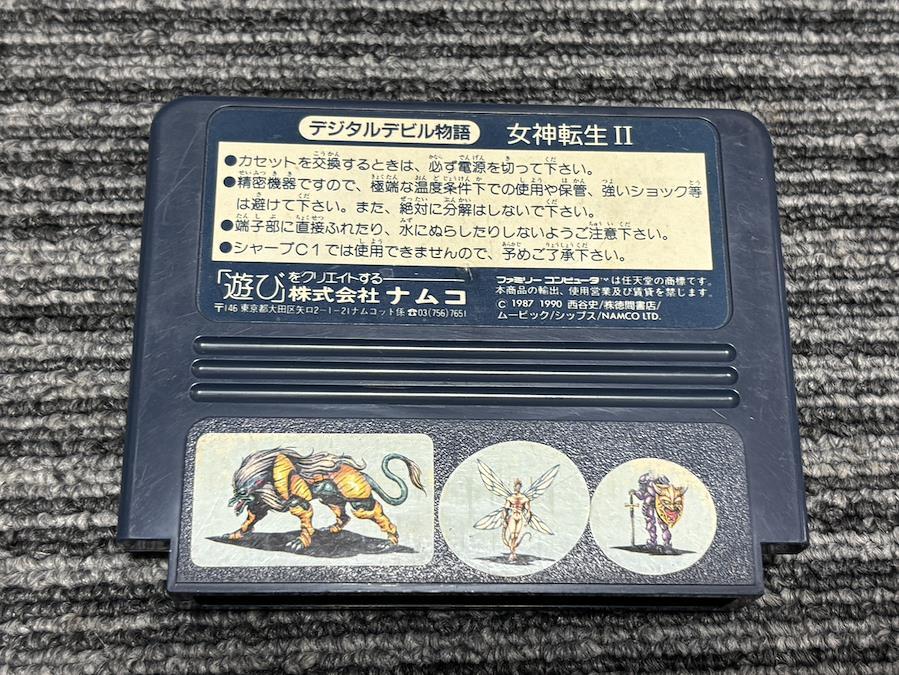 デジタルデビル物語 女神転生II
●カセットを交換するときは、必ず電源を切って下さい。
●精密機器ですので、極端な温度条件下での使用や保管、強いショック等
は避けて下さい。また、絶対に分解はしないで下さい。
●端子部に直接ふれたり、水にぬらしたりしないようご注意下さい。
●シャープC1では使用できませんので、予めご了承下さい。
「遊び」をクリエイトする
株式会社 ナムコ
〒146 東京都大田区矢口2-1-21ナムコット係 ☎03(756)7651
ファミリーコンピュータ™は任天堂の商標です。
本商品の輸出、使用営業及び賃貸を禁じます。
© 1987 1990 西谷史/㈱徳間書店/
ムービック/シップス/NAMCO LTD.